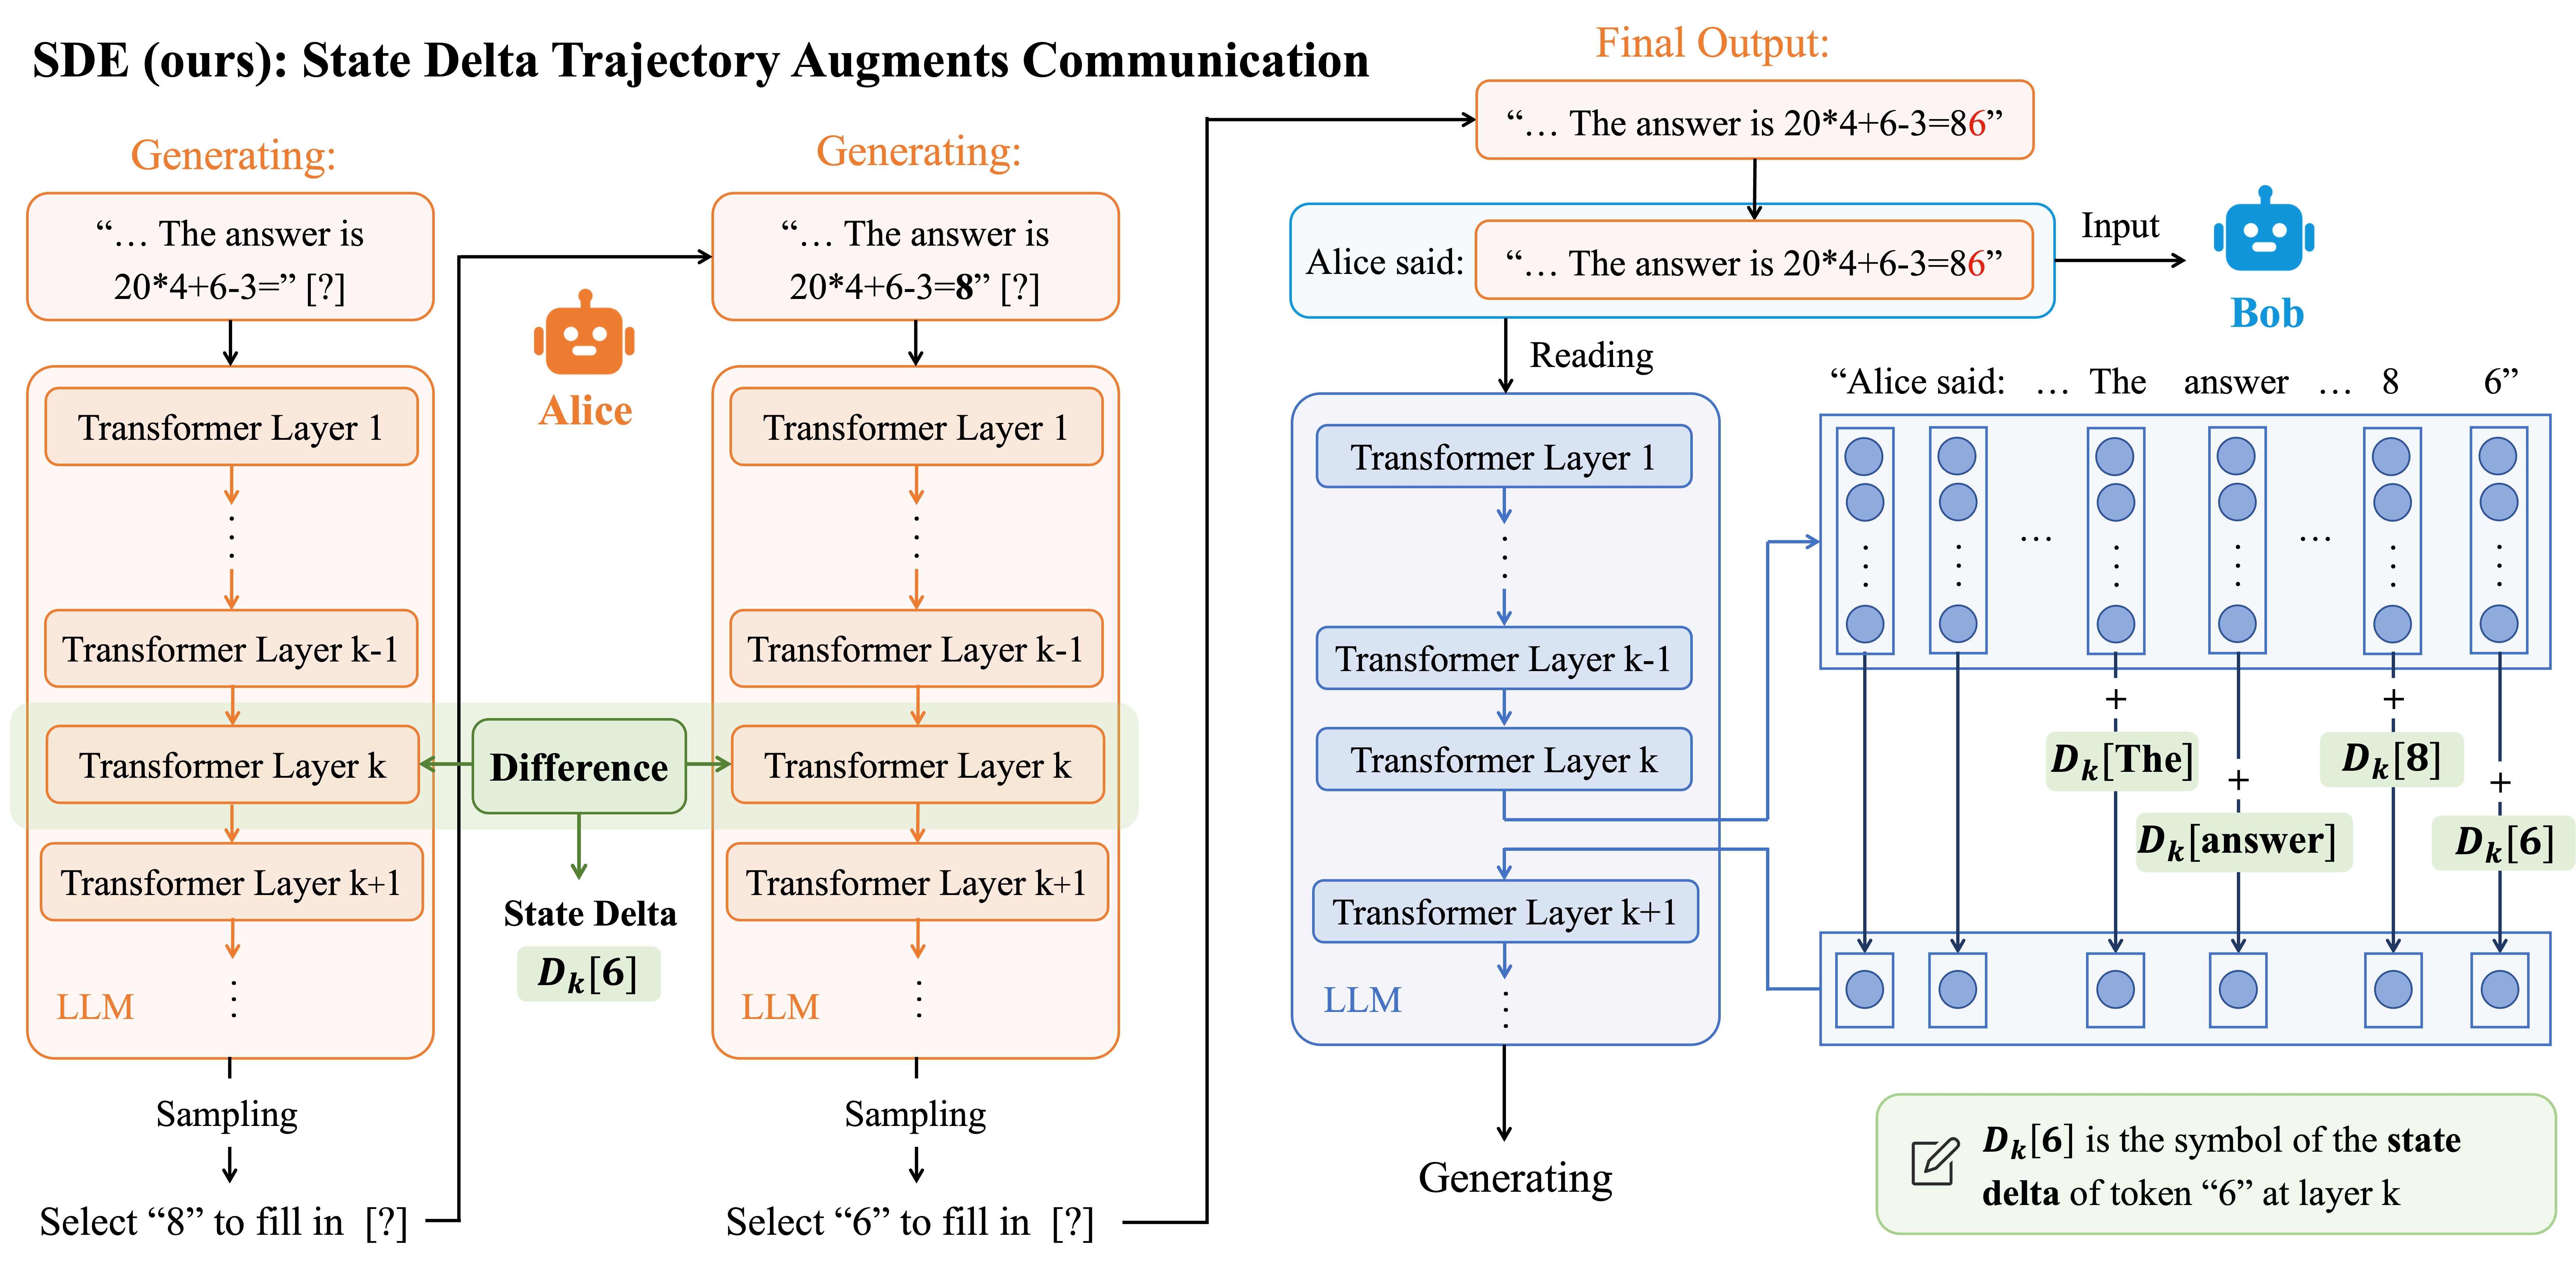 SDE (ours): State Delta Trajectory Augments Communication
Generating:
“… The answer is
20*4+6-3=” [?]
Transformer Layer 1
Transformer Layer k-1
Transformer Layer k
Transformer Layer k+1
LLM
Sampling
Select “8” to fill in [?]
Alice
Difference
State Delta
Dₖ[6]
Generating:
“… The answer is
20*4+6-3=8” [?]
Transformer Layer 1
Transformer Layer k-1
Transformer Layer k
Transformer Layer k+1
LLM
Sampling
Select “6” to fill in [?]
Final Output:
“… The answer is 20*4+6-3=86”
Alice said:
“… The answer is 20*4+6-3=86”
Input
Bob
Reading
Transformer Layer 1
Transformer Layer k-1
Transformer Layer k
Transformer Layer k+1
LLM
Generating
“Alice said: … The answer … 8 6”
+ +
Dₖ[The] Dₖ[8]
+ +
Dₖ[answer] Dₖ[6]
Dₖ[6] is the symbol of the state
delta of token “6” at layer k